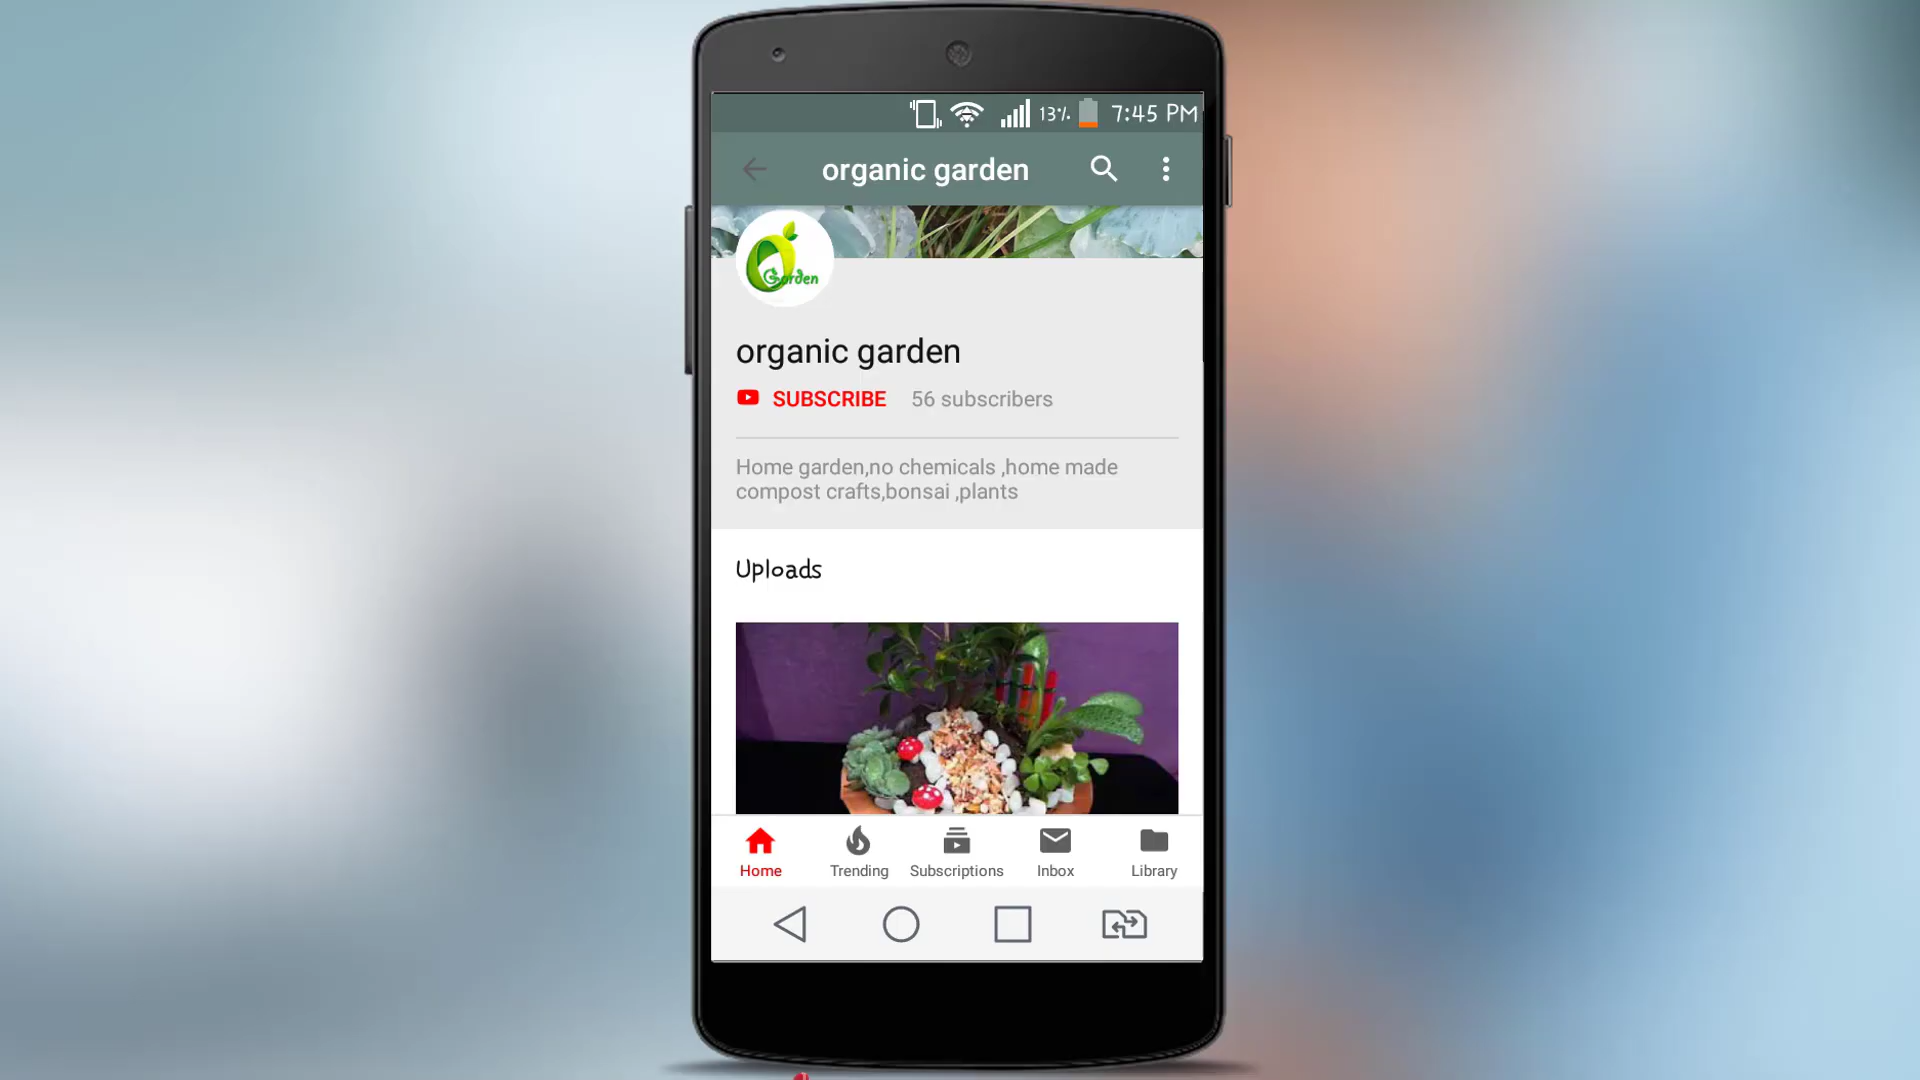 13% 7:45 PM
organic garden
Garden
organic garden
SUBSCRIBE 56 subscribers
Home garden,no chemicals ,home made
compost crafts,bonsai ,plants
Uploads
Home Trending Subscriptions Inbox Library